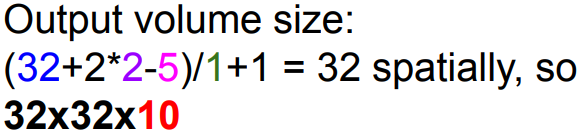 Output volume size:
(32+2*2-5)/1+1 = 32 spatially, so
32x32x10